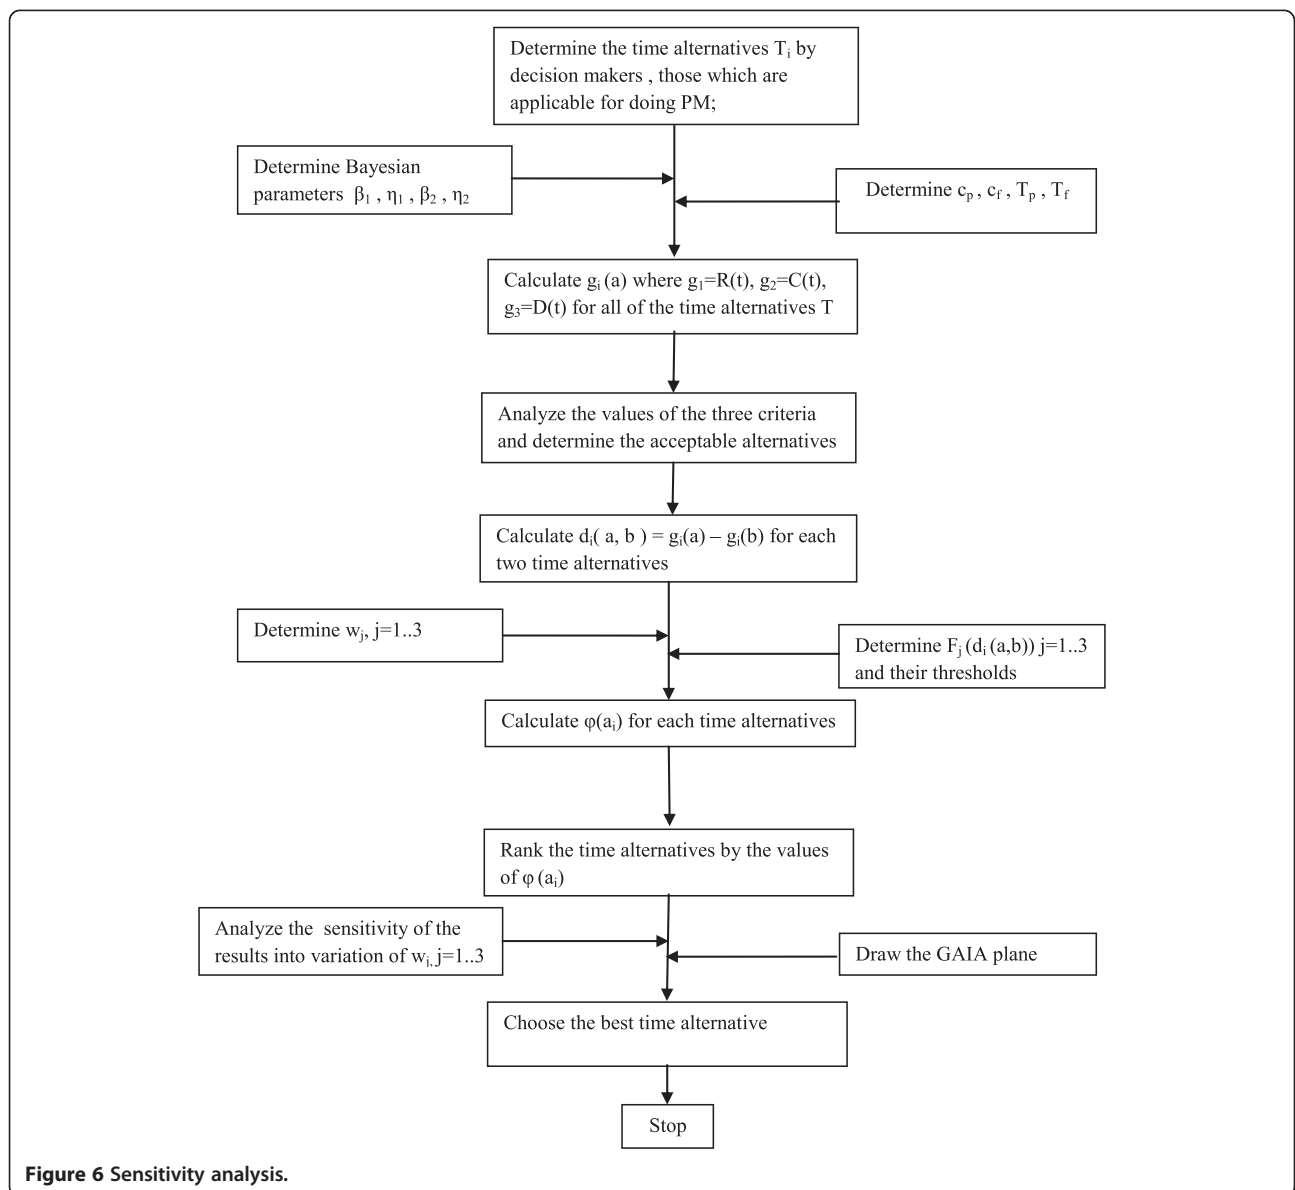 Determine the time alternatives Tᵢ by
decision makers , those which are
applicable for doing PM;
Determine Bayesian
parameters β₁ , η₁ , β₂ , η₂
Determine cₚ , c_f , Tₚ , T_f
Calculate gᵢ (a) where g₁=R(t), g₂=C(t),
g₃=D(t) for all of the time alternatives T
Analyze the values of the three criteria
and determine the acceptable alternatives
Calculate dᵢ( a, b ) = gᵢ(a) – gᵢ(b) for each
two time alternatives
Determine wⱼ, j=1..3
Determine Fⱼ (dᵢ (a,b)) j=1..3
and their thresholds
Calculate φ(aᵢ) for each time alternatives
Rank the time alternatives by the values
of φ (aᵢ)
Analyze the sensitivity of the
results into variation of wⱼ, j=1..3
Draw the GAIA plane
Choose the best time alternative
Stop
Figure 6 Sensitivity analysis.